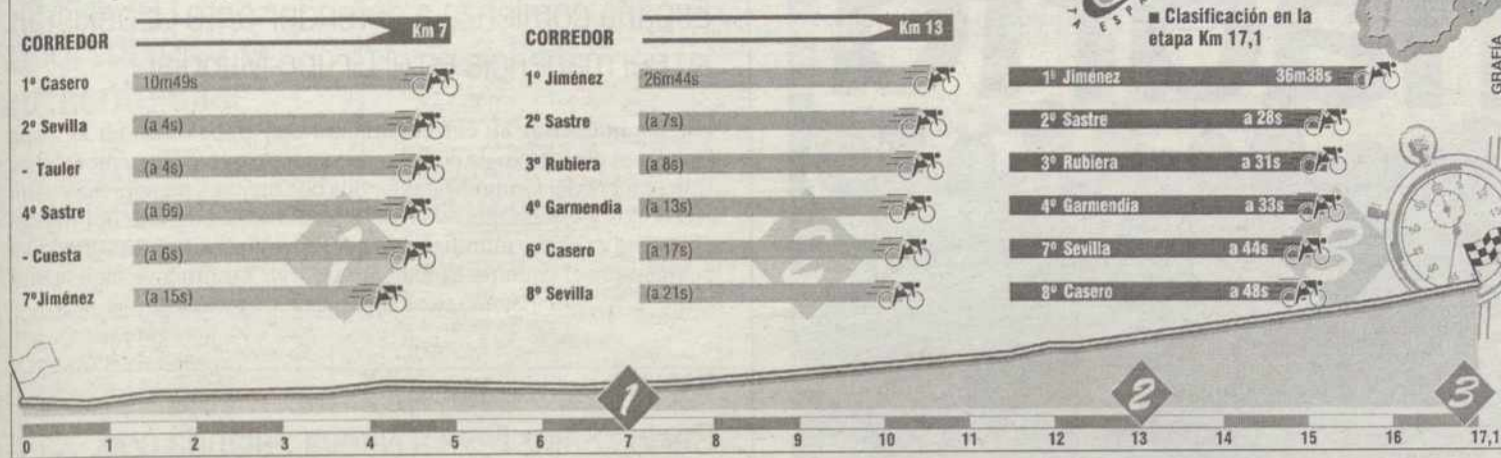 CORREDOR Km 7
1º Casero 10m49s
2º Sevilla (a 4s)
- Tauler (a 4s)
4º Sastre (a 6s)
- Cuesta (a 6s)
7ºJiménez (a 15s)
CORREDOR Km 13
1º Jiménez 26m44s
2º Sastre (a 7s)
3º Rubiera (a 8s)
4º Garmendia (a 13s)
6º Casero (a 17s)
8º Sevilla (a 21s)
■ Clasificación en la
etapa Km 17,1
1º Jiménez 36m38s
2º Sastre a 28s
3º Rubiera a 31s
4º Garmendia a 33s
7º Sevilla a 44s
8º Casero a 48s
GRAFÍA
1 2 3
0 1 2 3 4 5 6 7 8 9 10 11 12 13 14 15 16 17,1